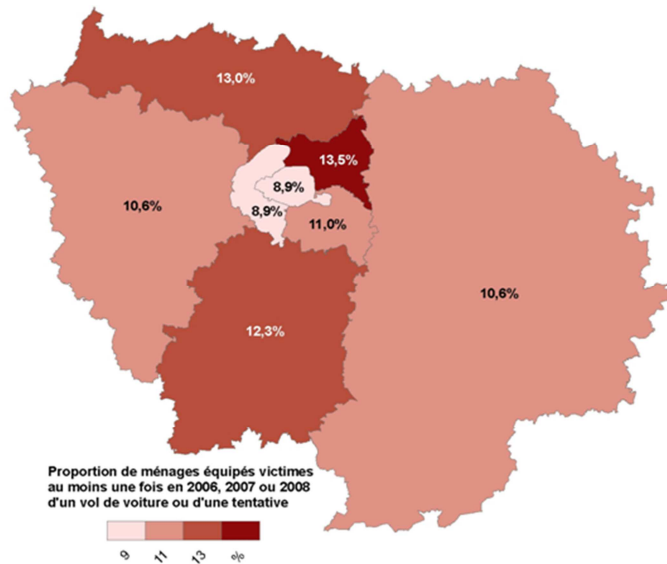 13,0%
13,5%
8,9%
10,6%
8,9%
11,0%
10,6%
12,3%
Proportion de ménages équipés victimes
au moins une fois en 2006, 2007 ou 2008
d'un vol de voiture ou d'une tentative
9 11 13 %